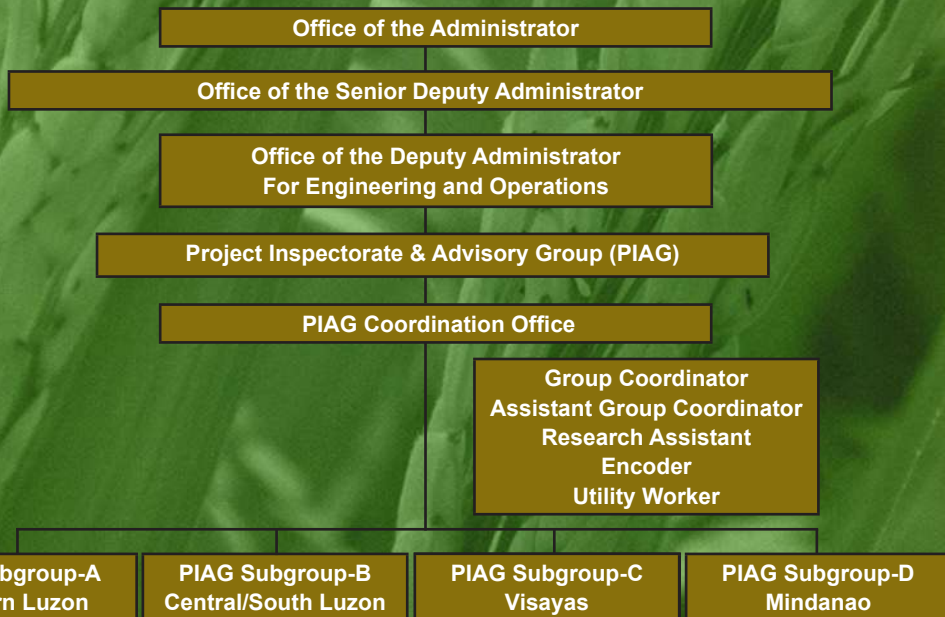 Office of the Administrator
Office of the Senior Deputy Administrator
Office of the Deputy Administrator
For Engineering and Operations
Project Inspectorate & Advisory Group (PIAG)
PIAG Coordination Office
Group Coordinator
Assistant Group Coordinator
Research Assistant
Encoder
Utility Worker
PIAG Subgroup-B
Central/South Luzon
PIAG Subgroup-C
Visayas
PIAG Subgroup-D
Mindanao
Luzon